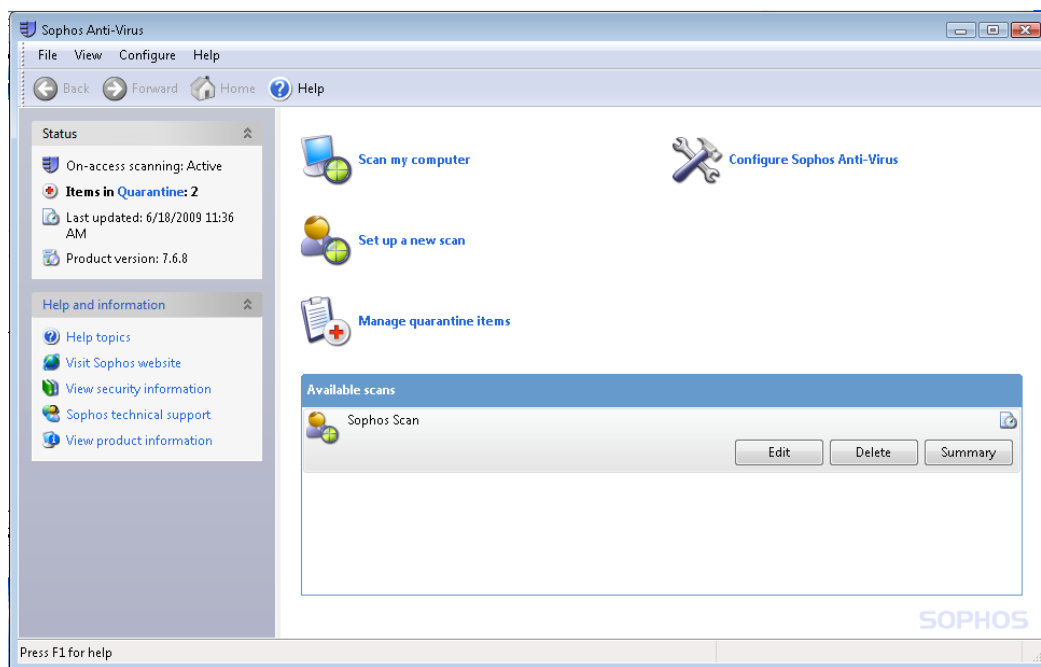 Sophos Anti-Virus
File View Configure Help
Back Forward Home Help
Status
On-access scanning: Active
Items in Quarantine: 2
Last updated: 6/18/2009 11:36
AM
Product version: 7.6.8
Help and information
Help topics
Visit Sophos website
View security information
Sophos technical support
View product information
Scan my computer
Configure Sophos Anti-Virus
Set up a new scan
Manage quarantine items
Available scans
Sophos Scan
Edit Delete Summary
SOPHOS
Press F1 for help